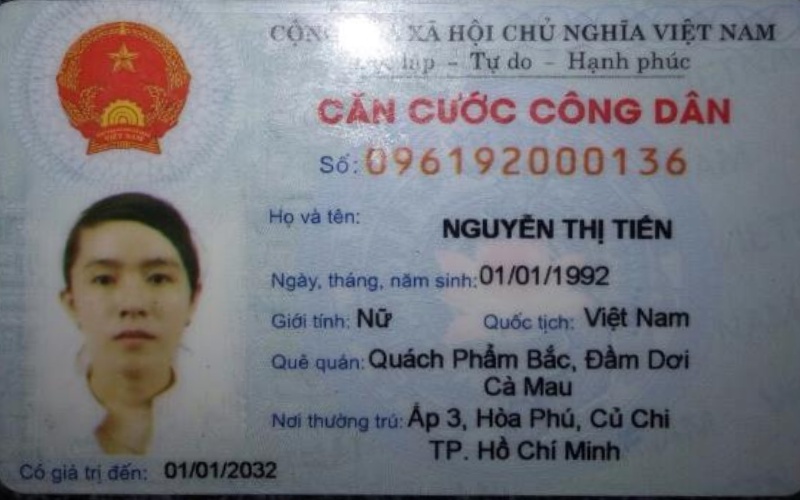 CỘNG XÃ HỘI CHỦ NGHĨA VIỆT NAM
lập - Tự do - Hạnh phúc
CĂN CƯỚC CÔNG DÂN
Số: 096192000136
Họ và tên: NGUYỄN THỊ TIÊN
Ngày, tháng, năm sinh: 01/01/1992
Giới tính: Nữ Quốc tịch: Việt Nam
Quê quán: Quách Phẩm Bắc, Đầm Dơi
Cà Mau
Nơi thường trú: Ấp 3, Hòa Phú, Củ Chi
TP. Hồ Chí Minh
Có giá trị đến: 01/01/2032